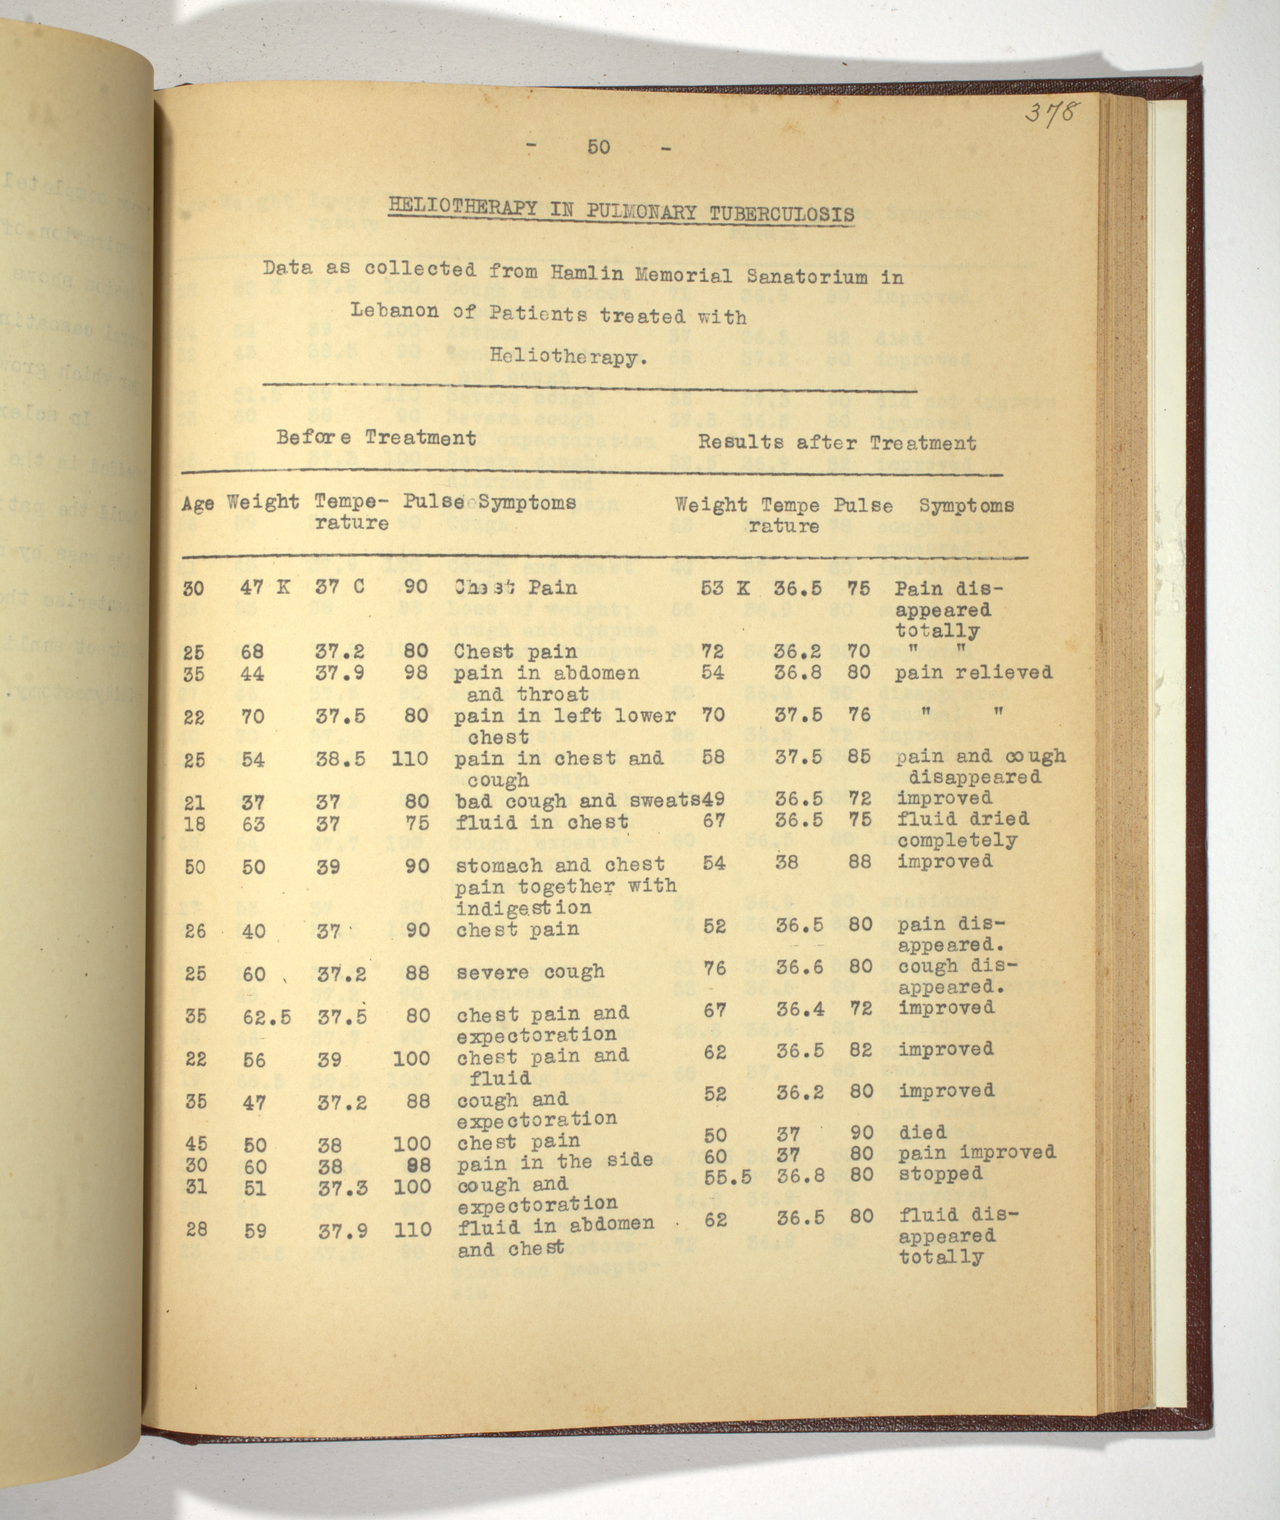 378
- 50 -
HELIOTHERAPY IN PULMONARY TUBERCULOSIS
Data as collected from Hamlin Memorial Sanatorium in
Lebanon of Patients treated with
Heliotherapy.
Before Treatment Results after Treatment
Age Weight Tempe- Pulse Symptoms Weight Tempe Pulse Symptoms
rature rature
30 47 K 37 C 90 Chest Pain 53 K 36.5 75 Pain dis-
appeared
totally
25 68 37.2 80 Chest pain 72 36.2 70 " "
35 44 37.9 98 pain in abdomen 54 36.8 80 pain relieved
and throat
22 70 37.5 80 pain in left lower 70 37.5 76 " "
chest
25 54 38.5 110 pain in chest and 58 37.5 85 pain and cough
cough disappeared
21 37 37 80 bad cough and sweats49 36.5 72 improved
18 63 37 75 fluid in chest 67 36.5 75 fluid dried
completely
50 50 39 90 stomach and chest 54 38 88 improved
pain together with
indigestion
26 40 37 90 chest pain 52 36.5 80 pain dis-
appeared.
25 60 37.2 88 severe cough 76 36.6 80 cough dis-
appeared.
35 62.5 37.5 80 chest pain and 67 36.4 72 improved
expectoration
22 56 39 100 chest pain and 62 36.5 82 improved
fluid
35 47 37.2 88 cough and 52 36.2 80 improved
expectoration
45 50 38 100 chest pain 50 37 90 died
30 60 38 88 pain in the side 60 37 80 pain improved
31 51 37.3 100 cough and 55.5 36.8 80 stopped
expectoration
28 59 37.9 110 fluid in abdomen 62 36.5 80 fluid dis-
and chest appeared
totally